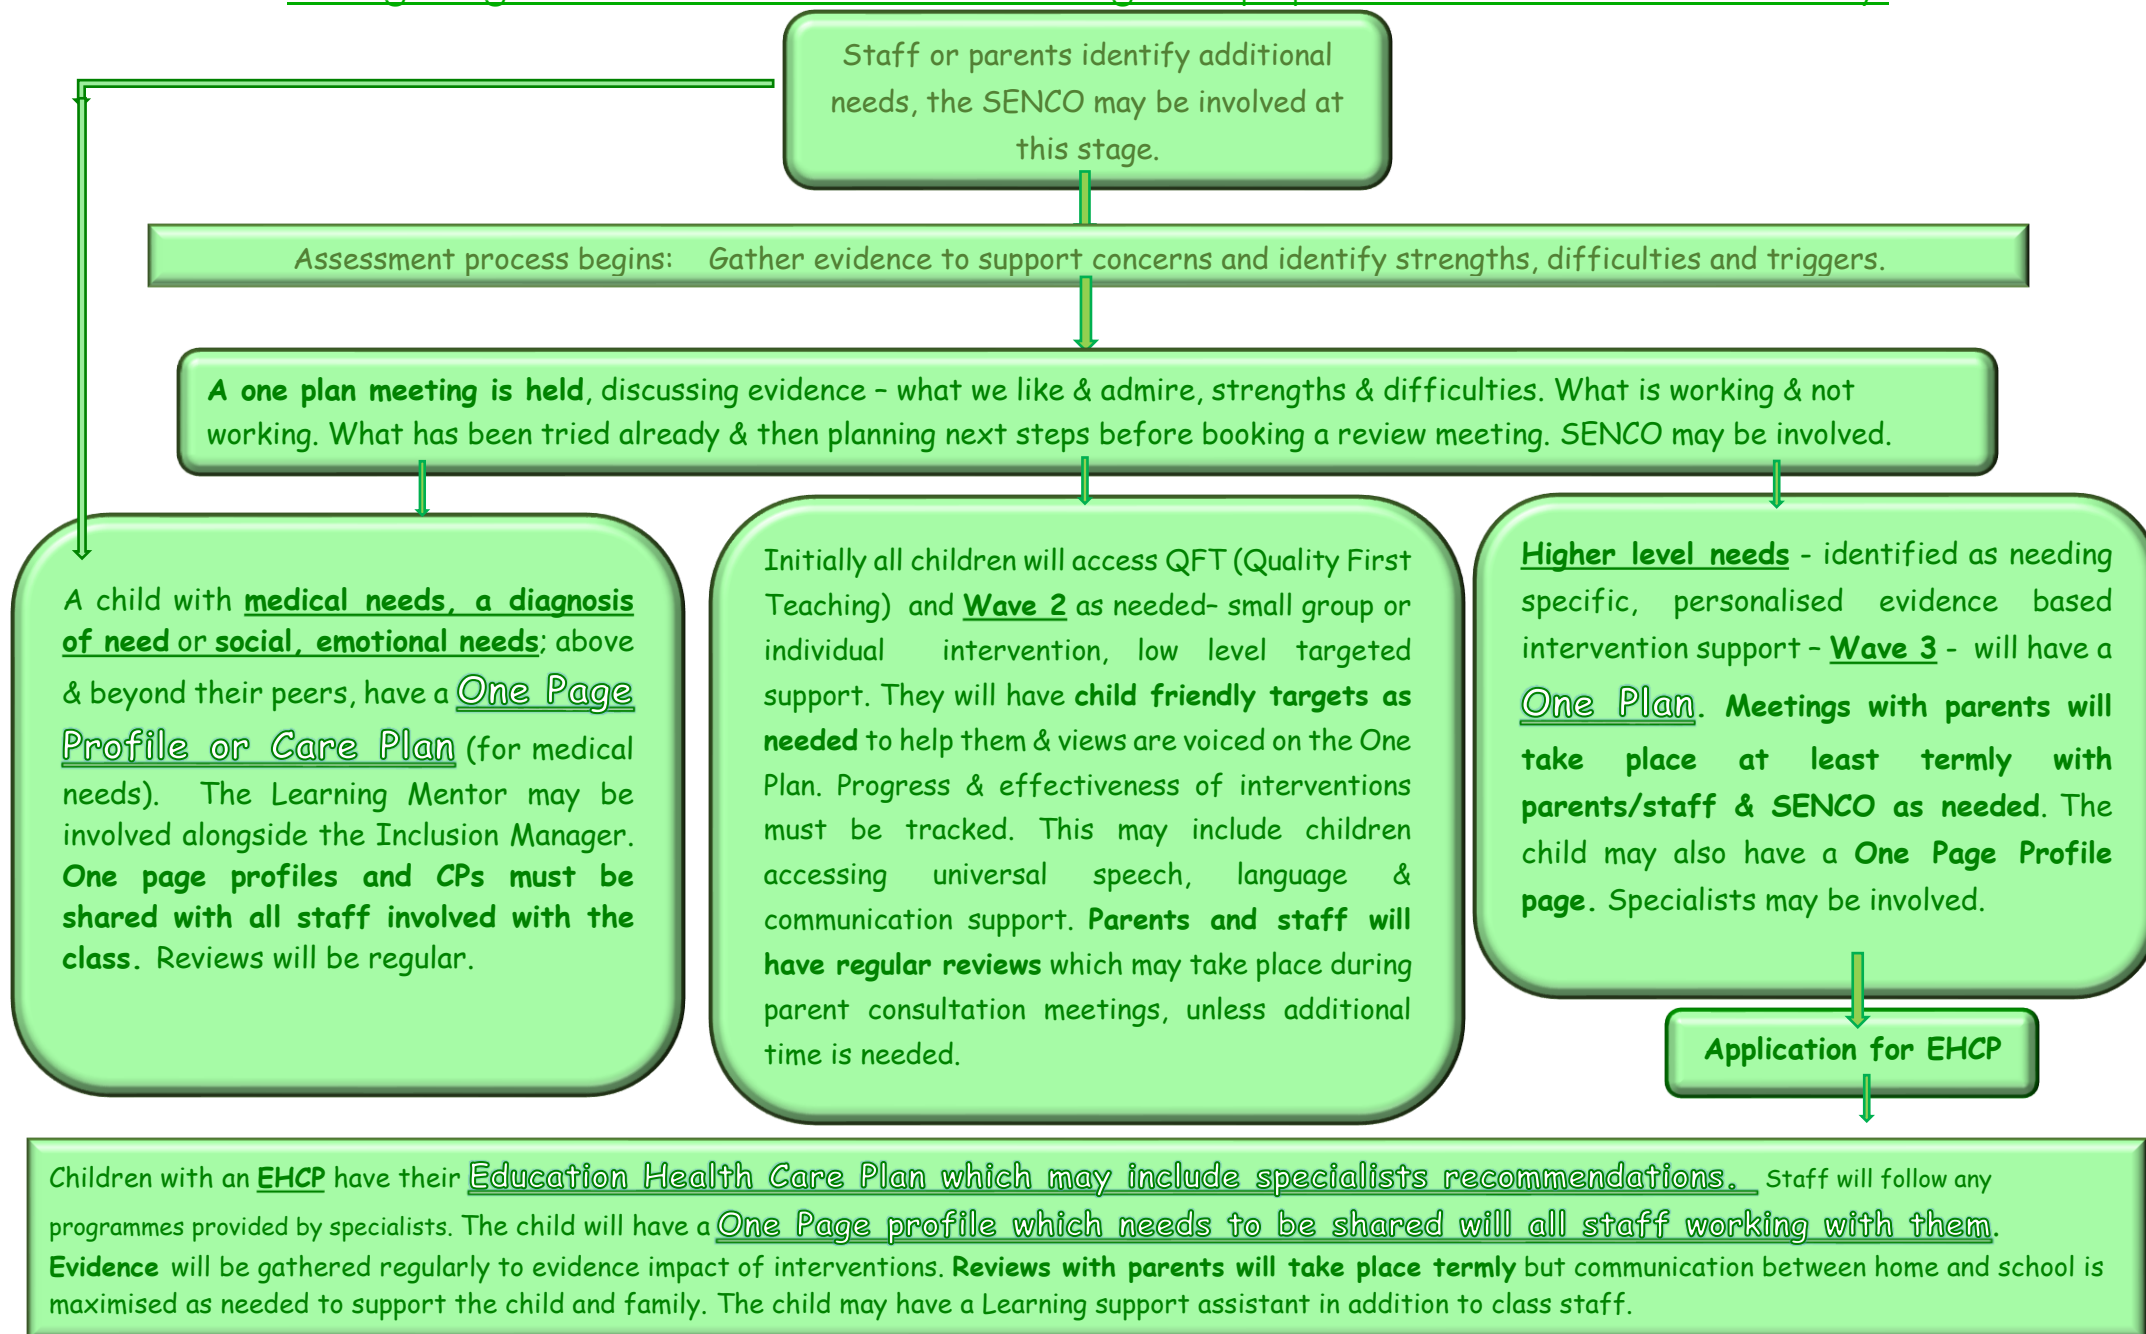 Staff or parents identify additional
needs, the SENCO may be involved at
this stage.
Assessment process begins: Gather evidence to support concerns and identify strengths, difficulties and triggers.
A one plan meeting is held, discussing evidence – what we like & admire, strengths & difficulties. What is working & not
working. What has been tried already & then planning next steps before booking a review meeting. SENCO may be involved.
A child with medical needs, a diagnosis
of need or social, emotional needs; above
& beyond their peers, have a One Page
Profile or Care Plan (for medical
needs). The Learning Mentor may be
involved alongside the Inclusion Manager.
One page profiles and CPs must be
shared with all staff involved with the
class. Reviews will be regular.
Initially all children will access QFT (Quality First
Teaching) and Wave 2 as needed– small group or
individual intervention, low level targeted
support. They will have child friendly targets as
needed to help them & views are voiced on the One
Plan. Progress & effectiveness of interventions
must be tracked. This may include children
accessing universal speech, language &
communication support. Parents and staff will
have regular reviews which may take place during
parent consultation meetings, unless additional
time is needed.
Higher level needs - identified as needing
specific, personalised evidence based
intervention support – Wave 3 - will have a
One Plan. Meetings with parents will
take place at least termly with
parents/staff & SENCO as needed. The
child may also have a One Page Profile
page. Specialists may be involved.
Application for EHCP
Children with an EHCP have their Education Health Care Plan which may include specialists recommendations. Staff will follow any
programmes provided by specialists. The child will have a One Page profile which needs to be shared will all staff working with them.
Evidence will be gathered regularly to evidence impact of interventions. Reviews with parents will take place termly but communication between home and school is
maximised as needed to support the child and family. The child may have a Learning support assistant in addition to class staff.